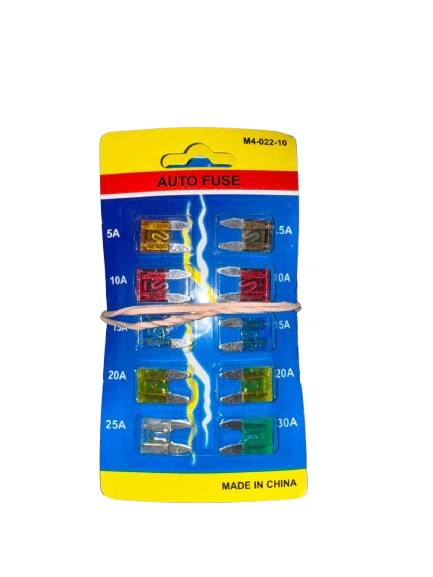 M4-022-10
AUTO FUSE
5A .5A
10A 10A
15A 15A
20A 20A
25A 30A
MADE IN CHINA